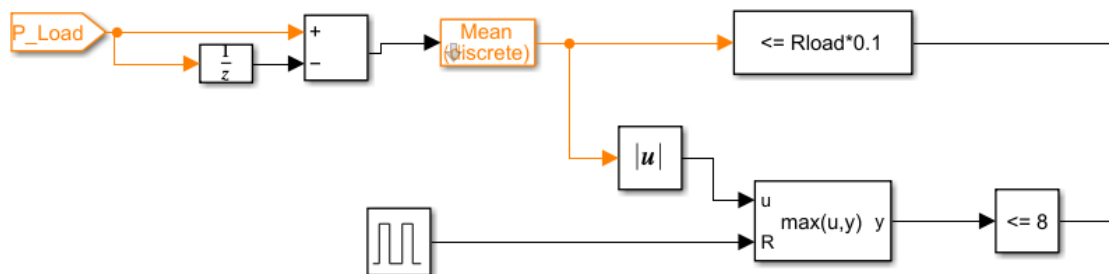 P_Load
1
z
+
−
Mean
(discrete)
<= Rload*0.1
|u|
u
R
max(u,y)
y
<= 8